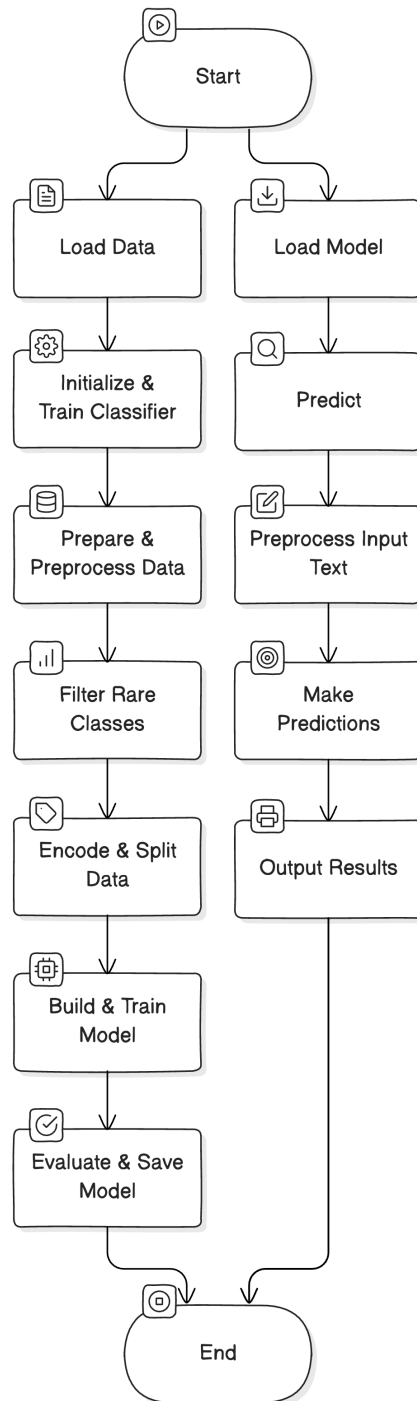 Start
Load Data
Load Model
Initialize &
Train Classifier
Predict
Prepare &
Preprocess Data
Preprocess Input
Text
Filter Rare
Classes
Make
Predictions
Encode & Split
Data
Output Results
Build & Train
Model
Evaluate & Save
Model
End